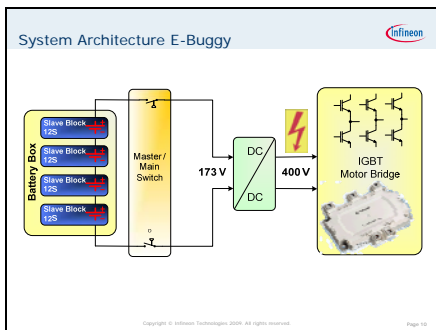 System Architecture E-Buggy
infineon
Battery Box
Slave Block
12S
Slave Block
12S
Slave Block
12S
Slave Block
12S
Master /
Main
Switch
173 V
DC
DC
400 V
IGBT
Motor Bridge
Copyright © Infineon Technologies 2009. All rights reserved.
Page 10